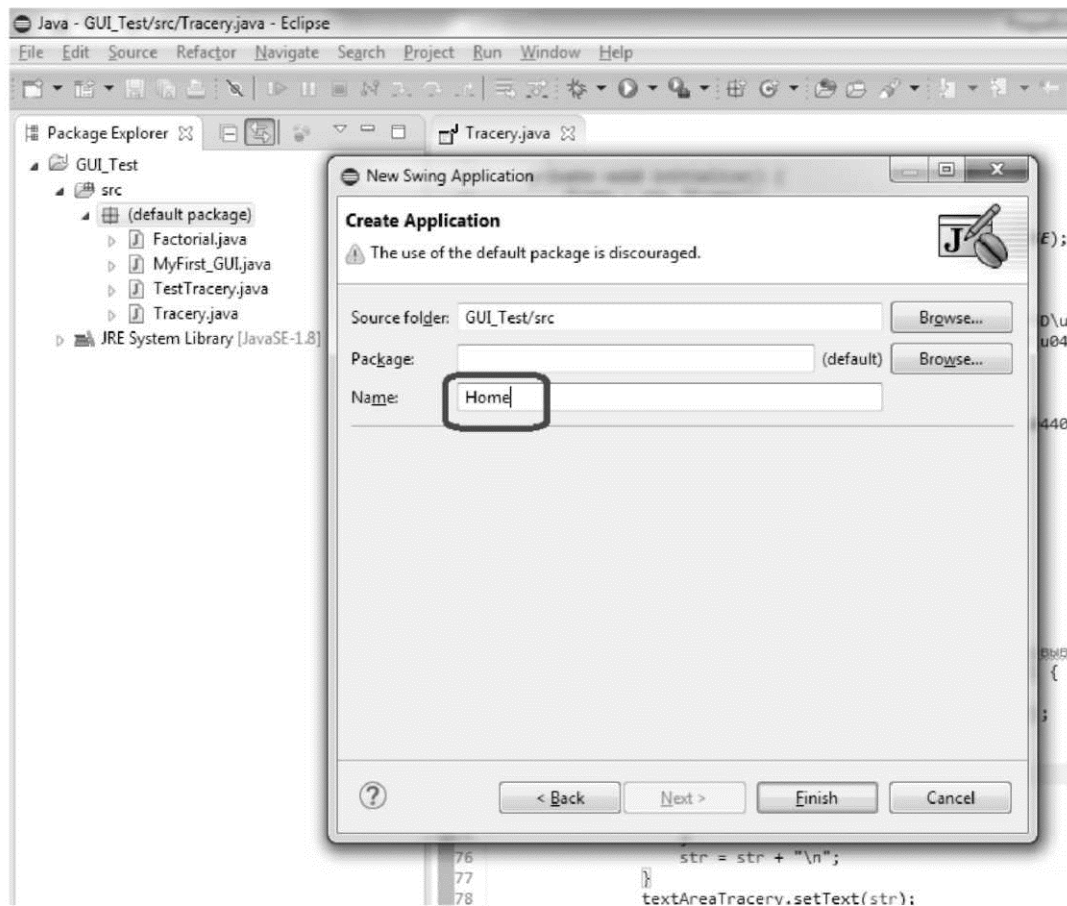 Java - GUI_Test/src/Tracery.java - Eclipse
File Edit Source Refactor Navigate Search Project Run Window Help
Package Explorer
Tracery.java
GUI_Test
src
(default package)
Factorial.java
MyFirst_GUI.java
TestTracery.java
Tracery.java
JRE System Library [JavaSE-1.8]
New Swing Application
Create Application
The use of the default package is discouraged.
Source folder: GUI_Test/src Browse...
Package: (default) Browse...
Name: Home
E);
D\u
u04
440
{
;
< Back Next > Finish Cancel
76 str = str + "\n";
77 }
78 textAreaTracery.setText(str);